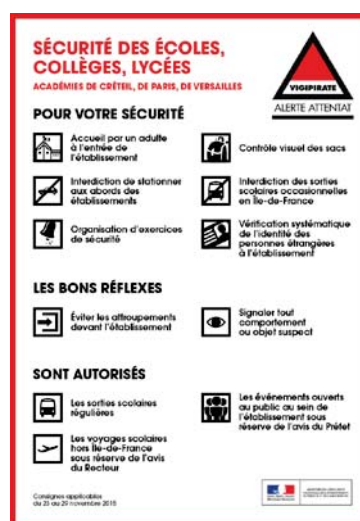 SÉCURITÉ DES ÉCOLES,
COLLÈGES, LYCÉES
ACADÉMIES DE CRÉTEIL, DE PARIS, DE VERSAILLES
VIGIPIRATE
ALERTE ATTENTAT
POUR VOTRE SÉCURITÉ
Accueil par un adulte
à l'entrée de
l'établissement
Contrôle visuel des sacs
Interdiction de stationner
aux abords des
établissements
Interdiction des sorties
scolaires occasionnelles
en Île-de-France
Organisation d'exercices
de sécurité
Vérification systématique
de l'identité des
personnes étrangères
à l'établissement
LES BONS RÉFLEXES
Éviter les attroupements
devant l'établissement
Signaler tout
comportement
ou objet suspect
SONT AUTORISÉS
Les sorties scolaires
régulières
Les événements ouverts
au public au sein de
l'établissement sous
réserve de l'avis du Préfet
Les voyages scolaires
hors Île-de-France
sous réserve de l'avis
du Recteur
Consignes applicables
du 23 au 29 novembre 2015